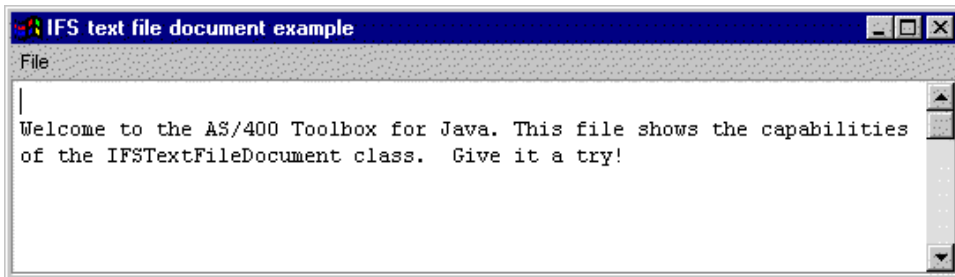 IFS text file document example
File
Welcome to the AS/400 Toolbox for Java. This file shows the capabilities
of the IFSTextFileDocument class.  Give it a try!